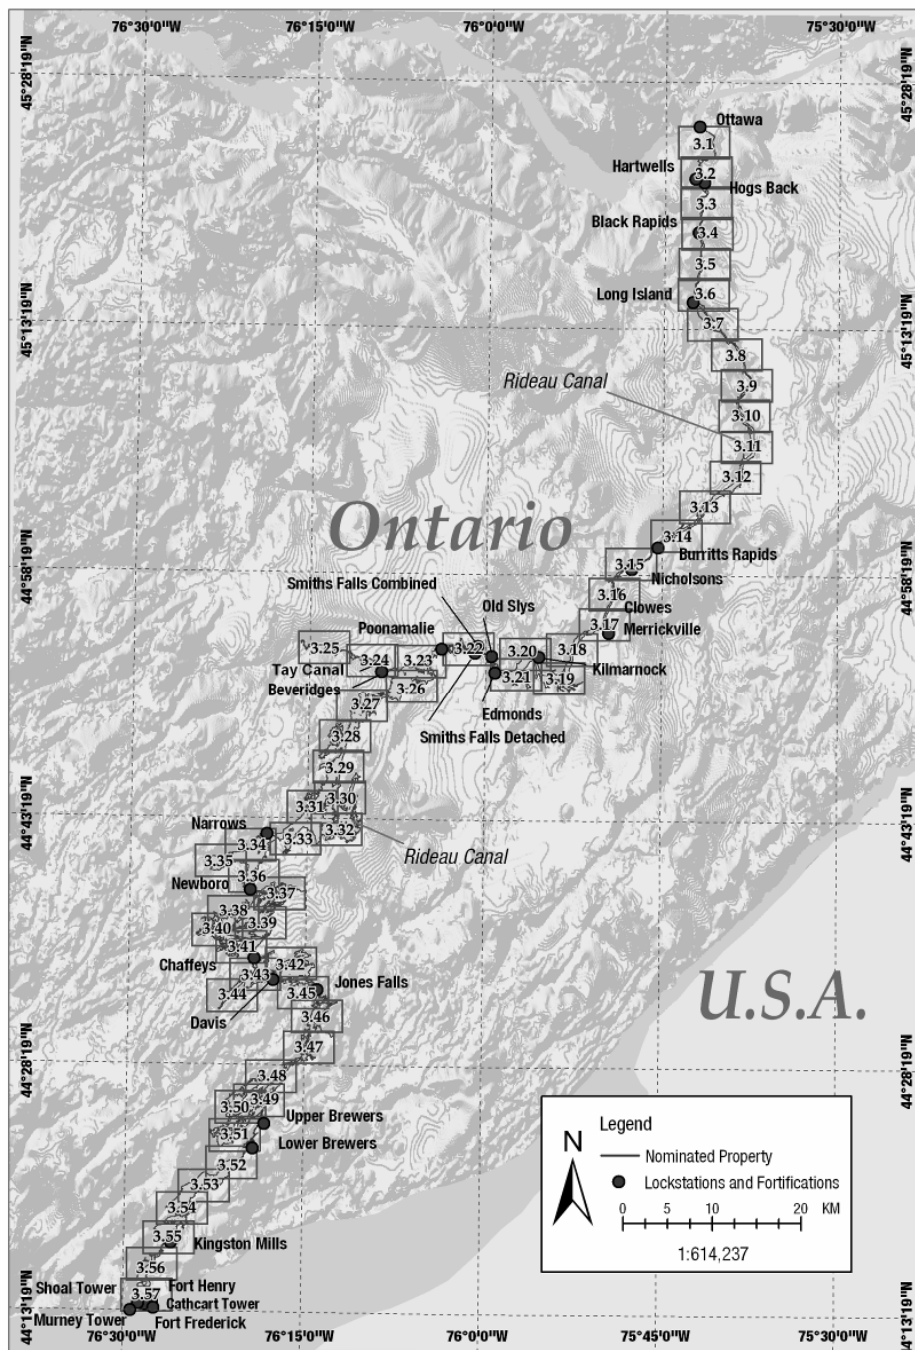 76°30'0"W 76°15'0"W 76°0'0"W 75°30'0"W
45°28'19"N 45°28'19"N
Ottawa
3.1
Hartwells
3.2
Hogs Back
3.3
Black Rapids
3.4
3.5
Long Island
3.6
45°13'19"N 45°13'19"N
3.7
3.8
Rideau Canal
3.9
3.10
3.11
3.12
3.13
Ontario
3.14
Burritts Rapids
44°58'19"N 44°58'19"N
3.15
Nicholsons
Smiths Falls Combined
3.16
Old Slys
Clowes
Poonamalie
3.17
Merrickville
3.25
3.22
3.18
3.24
3.23
3.20
Tay Canal
Kilmarnock
Beveridges
3.26
3.21
3.19
3.27
Edmonds
3.28
Smiths Falls Detached
3.29
3.30
3.31
44°43'19"N 44°43'19"N
Narrows
3.32
3.33
3.34
Rideau Canal
3.35
3.36
Newboro
3.37
3.38
3.39
3.40
3.41
Chaffeys
3.42
3.43
Jones Falls
3.44
3.45
U.S.A.
Davis
3.46
3.47
44°28'19"N 44°28'19"N
3.48
3.49
3.50
Upper Brewers
3.51
Lower Brewers
3.52
3.53
3.54
3.55
Kingston Mills
3.56
Shoal Tower
Fort Henry
3.57
Cathcart Tower
Murney Tower
Fort Frederick
44°13'19"N 44°13'19"N
76°30'0"W 76°15'0"W 76°0'0"W 75°45'0"W 75°30'0"W
N
Legend
Nominated Property
Lockstations and Fortifications
0 5 10 20 KM
1:614,237